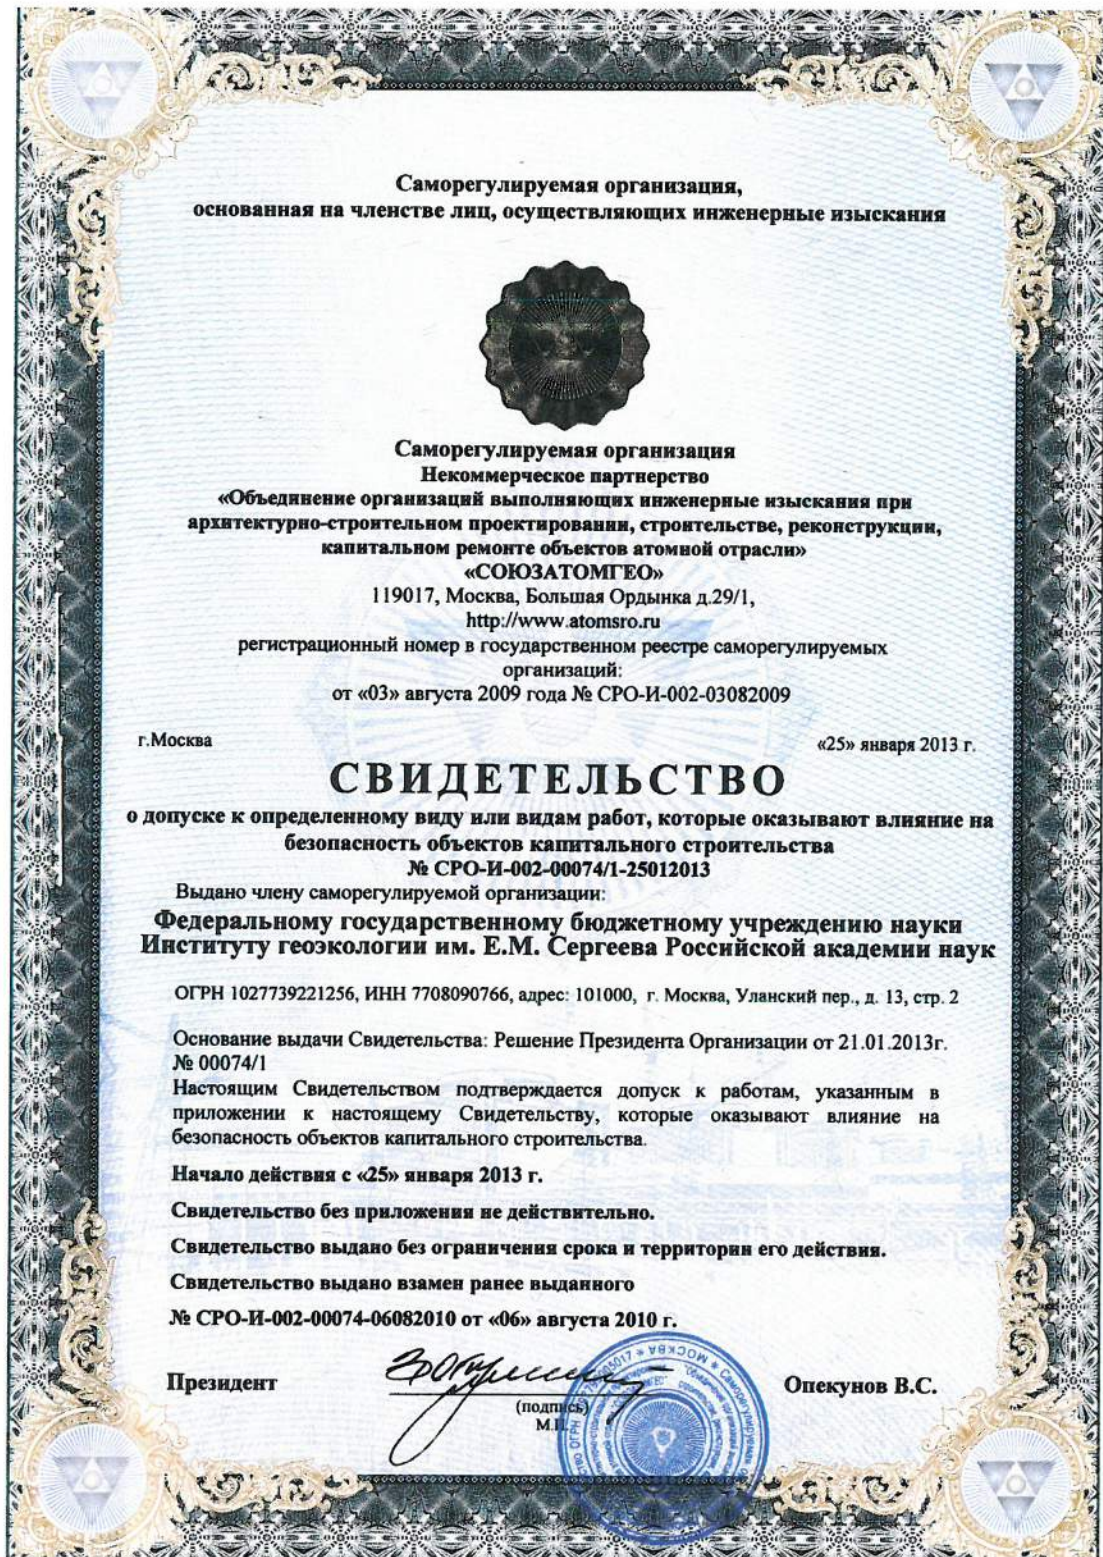 Саморегулируемая организация,
основанная на членстве лиц, осуществляющих инженерные изыскания
Саморегулируемая организация
Некоммерческое партнерство
«Объединение организаций выполняющих инженерные изыскания при
архитектурно-строительном проектировании, строительстве, реконструкции,
капитальном ремонте объектов атомной отрасли»
«СОЮЗАТОМГЕО»
119017, Москва, Большая Ордынка д.29/1,
http://www.atomsro.ru
регистрационный номер в государственном реестре саморегулируемых
организаций:
от «03» августа 2009 года № СРО-И-002-03082009
г.Москва «25» января 2013 г.
СВИДЕТЕЛЬСТВО
о допуске к определенному виду или видам работ, которые оказывают влияние на
безопасность объектов капитального строительства
№ СРО-И-002-00074/1-25012013
Выдано члену саморегулируемой организации:
Федеральному государственному бюджетному учреждению науки
Институту геоэкологии им. Е.М. Сергеева Российской академии наук
ОГРН 1027739221256, ИНН 7708090766, адрес: 101000, г. Москва, Уланский пер., д. 13, стр. 2
Основание выдачи Свидетельства: Решение Президента Организации от 21.01.2013г.
№ 00074/1
Настоящим Свидетельством подтверждается допуск к работам, указанным в
приложении к настоящему Свидетельству, которые оказывают влияние на
безопасность объектов капитального строительства.
Начало действия с «25» января 2013 г.
Свидетельство без приложения не действительно.
Свидетельство выдано без ограничения срока и территории его действия.
Свидетельство выдано взамен ранее выданного
№ СРО-И-002-00074-06082010 от «06» августа 2010 г.
Президент Опекунов В.С.
(подпись)
М.П.
МОСКВА * Саморегулируемая